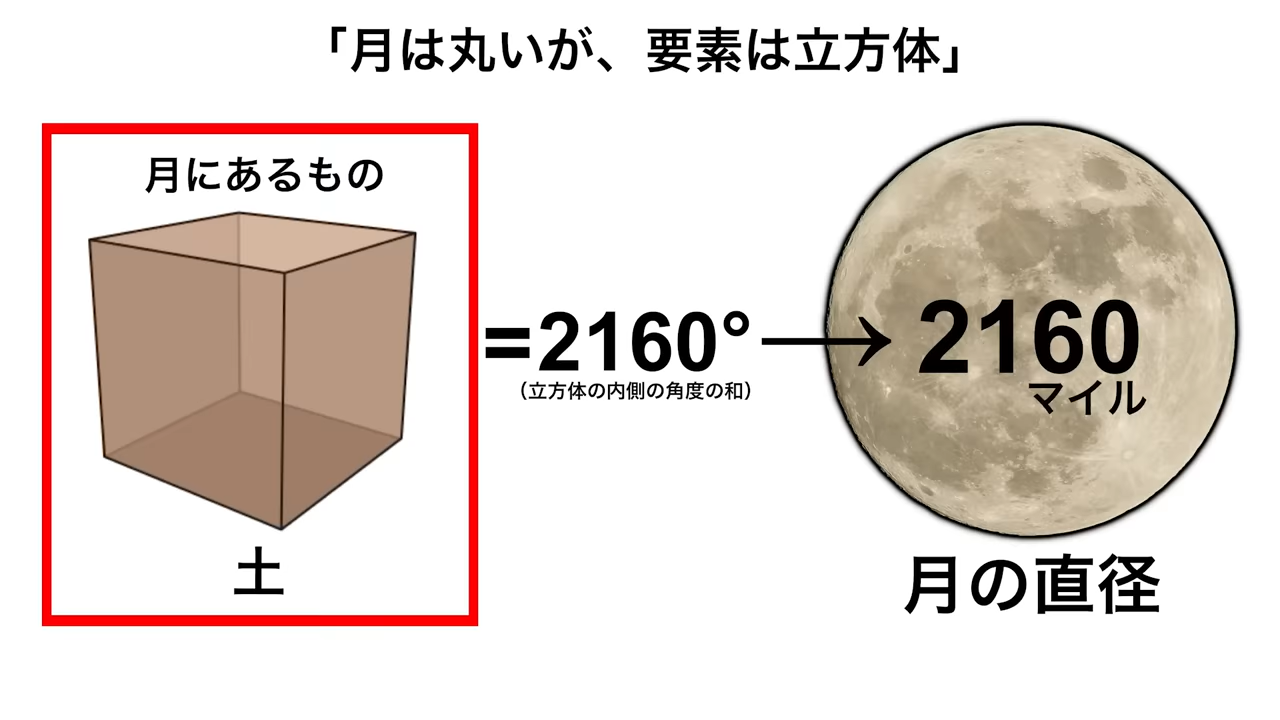 「月は丸いが、要素は立方体」
月にあるもの
土
=2160°
(立方体の内側の角度の和)
→
2160
マイル
月の直径